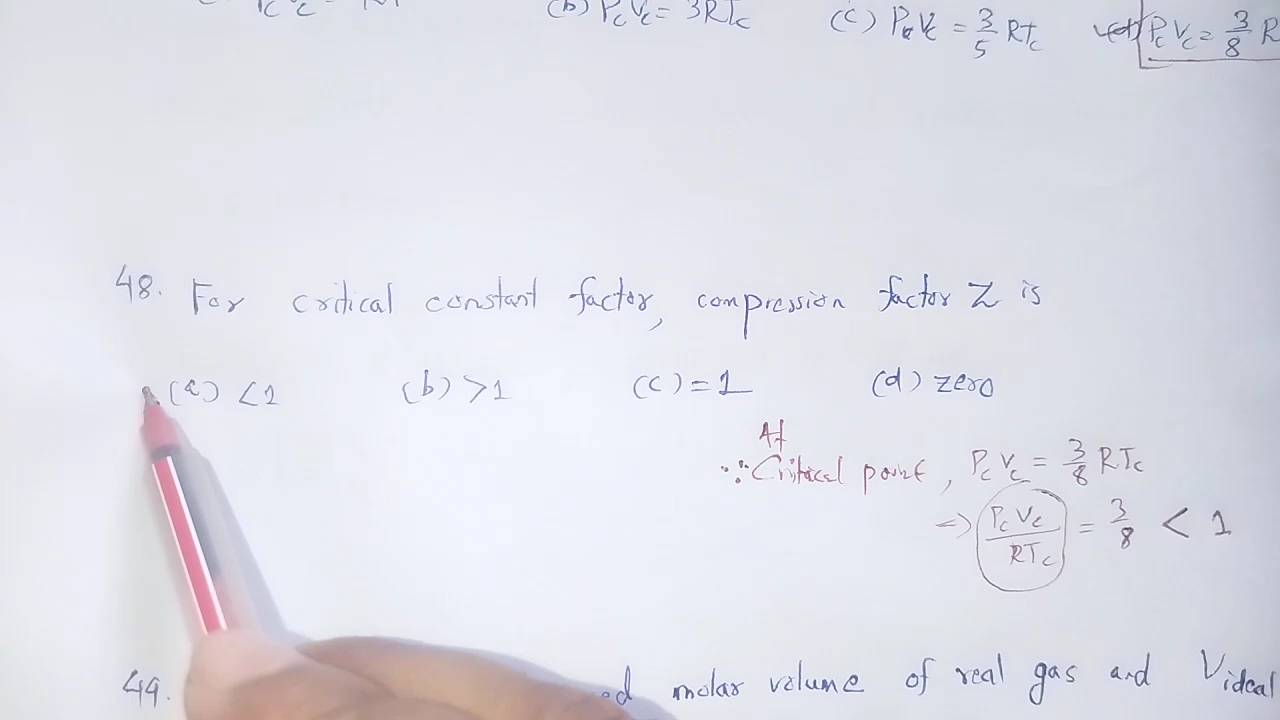 (b) PcVc = 3RTc (c) PcVc = 3/5 RTc (d) PcVc = 3/8 R
48. For critical constant factor, compression factor Z is
(a) <1 (b) >1 (c) = 1 (d) zero
At
∵ Critical point, PcVc = 3/8 RTc
=> PcVc/RTc = 3/8 < 1
49. molar volume of real gas and Videal